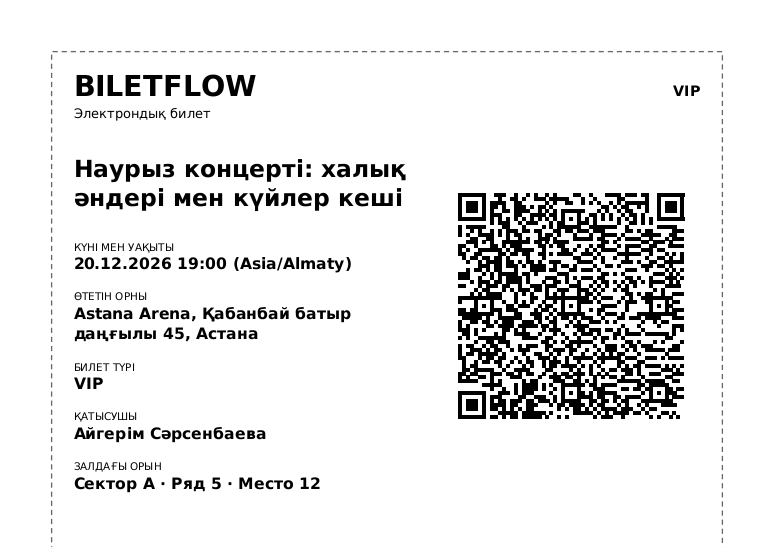 BILETFLOW
VIP
Электрондық билет
Наурыз концерті: халық
әндері мен күйлер кеші
КҮНІ МЕН УАҚЫТЫ
20.12.2026 19:00 (Asia/Almaty)
ӨТЕТІН ОРНЫ
Astana Arena, Қабанбай батыр
даңғылы 45, Астана
БИЛЕТ ТҮРІ
VIP
ҚАТЫСУШЫ
Айгерім Сәрсенбаева
ЗАЛДАҒЫ ОРЫН
Сектор А · Ряд 5 · Место 12